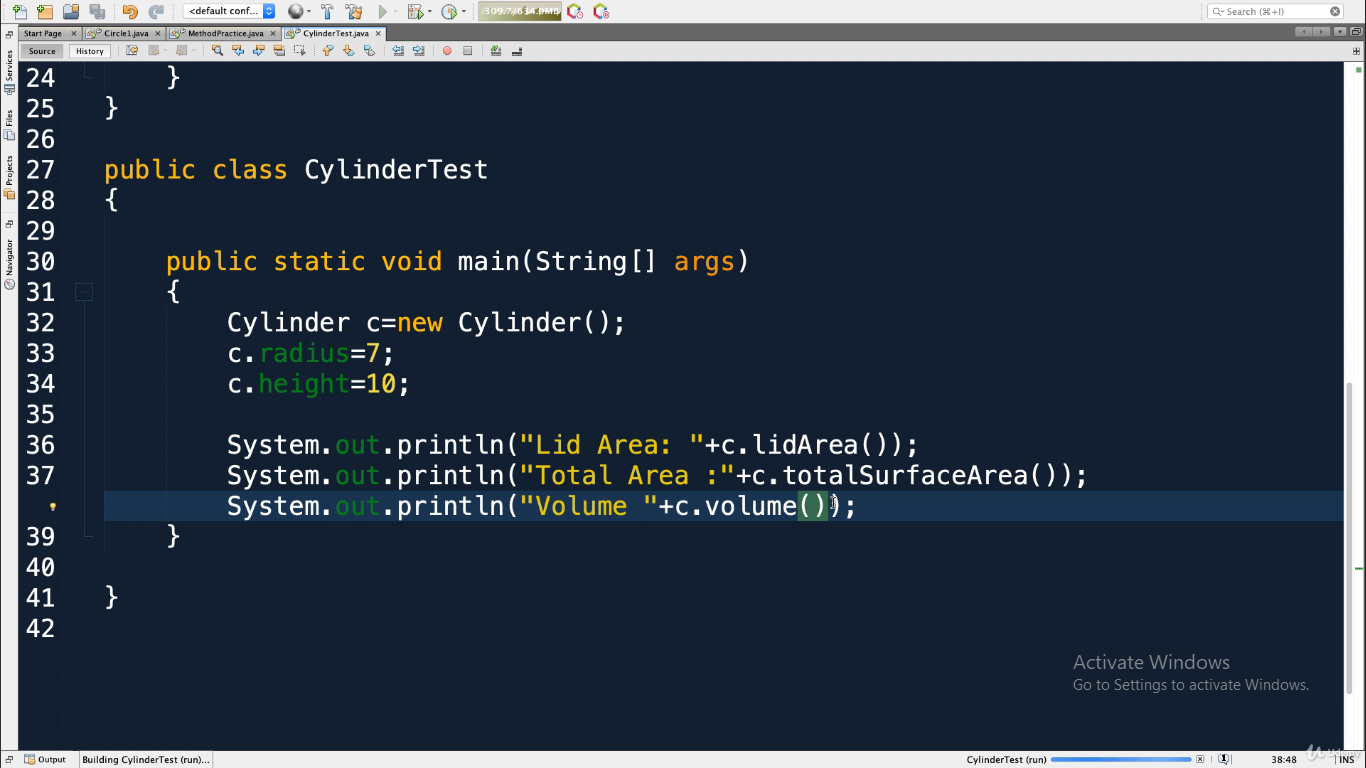 <default conf...
309.7/634.0MB
Search (⌘+I)
Start Page
Circle1.java
MethodPractice.java
CylinderTest.java
Source
History
Services
Files
Projects
Navigator
24 }
25 }
26
27 public class CylinderTest
28 {
29
30 public static void main(String[] args)
31 {
32 Cylinder c=new Cylinder();
33 c.radius=7;
34 c.height=10;
35
36 System.out.println("Lid Area: "+c.lidArea());
37 System.out.println("Total Area :"+c.totalSurfaceArea());
System.out.println("Volume "+c.volume());
39 }
40
41 }
42
Activate Windows
Go to Settings to activate Windows.
Output
Building CylinderTest (run)...
CylinderTest (run)
1
38:48
INS
Udemy